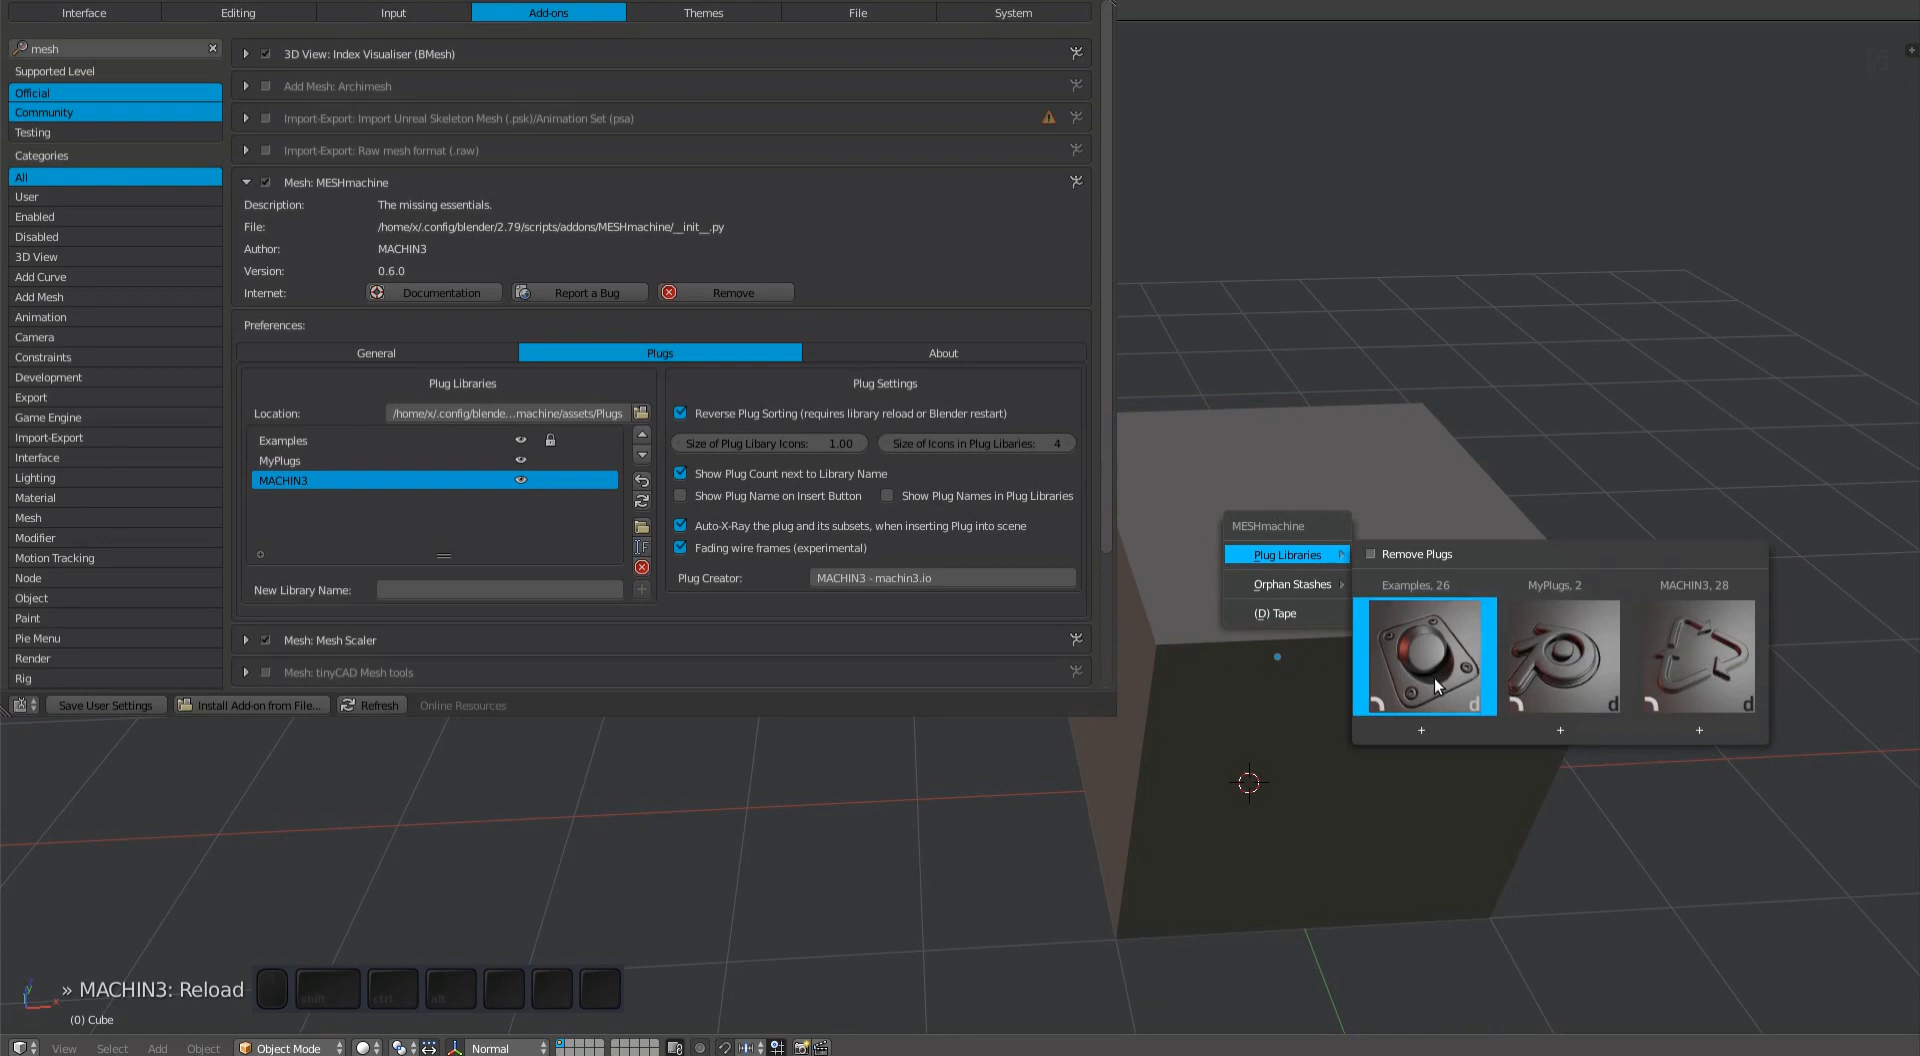 Interface Editing Input Add-ons Themes File System
mesh
Supported Level
Official
Community
Testing
Categories
All
User
Enabled
Disabled
3D View
Add Curve
Add Mesh
Animation
Camera
Constraints
Development
Export
Game Engine
Import-Export
Interface
Lighting
Material
Mesh
Modifier
Motion Tracking
Node
Object
Paint
Pie Menu
Render
Rig
3D View: Index Visualiser (BMesh)
Add Mesh: Archimesh
Import-Export: Import Unreal Skeleton Mesh (.psk)/Animation Set (psa)
Import-Export: Raw mesh format (.raw)
Mesh: MESHmachine
Description: The missing essentials.
File: /home/x/.config/blender/2.79/scripts/addons/MESHmachine/__init__.py
Author: MACHIN3
Version: 0.6.0
Internet: Documentation Report a Bug Remove
Preferences:
General Plugs About
Plug Libraries
Location: /home/x/.config/blende...machine/assets/Plugs
Examples
MyPlugs
MACHIN3
New Library Name:
Plug Settings
Reverse Plug Sorting (requires library reload or Blender restart)
Size of Plug Libary Icons: 1.00 Size of Icons in Plug Libaries: 4
Show Plug Count next to Library Name
Show Plug Name on Insert Button Show Plug Names in Plug Libraries
Auto-X-Ray the plug and its subsets, when inserting Plug into scene
Fading wire frames (experimental)
Plug Creator: MACHIN3 - machin3.io
Mesh: Mesh Scaler
Mesh: tinyCAD Mesh tools
Save User Settings Install Add-on from File... Refresh Online Resources
MESHmachine
Plug Libraries
Orphan Stashes
(D) Tape
Remove Plugs
Examples, 26 MyPlugs, 2 MACHIN3, 28
d d d
+ + +
» MACHIN3: Reload
shift ctrl alt
(0) Cube
View Select Add Object Object Mode Normal